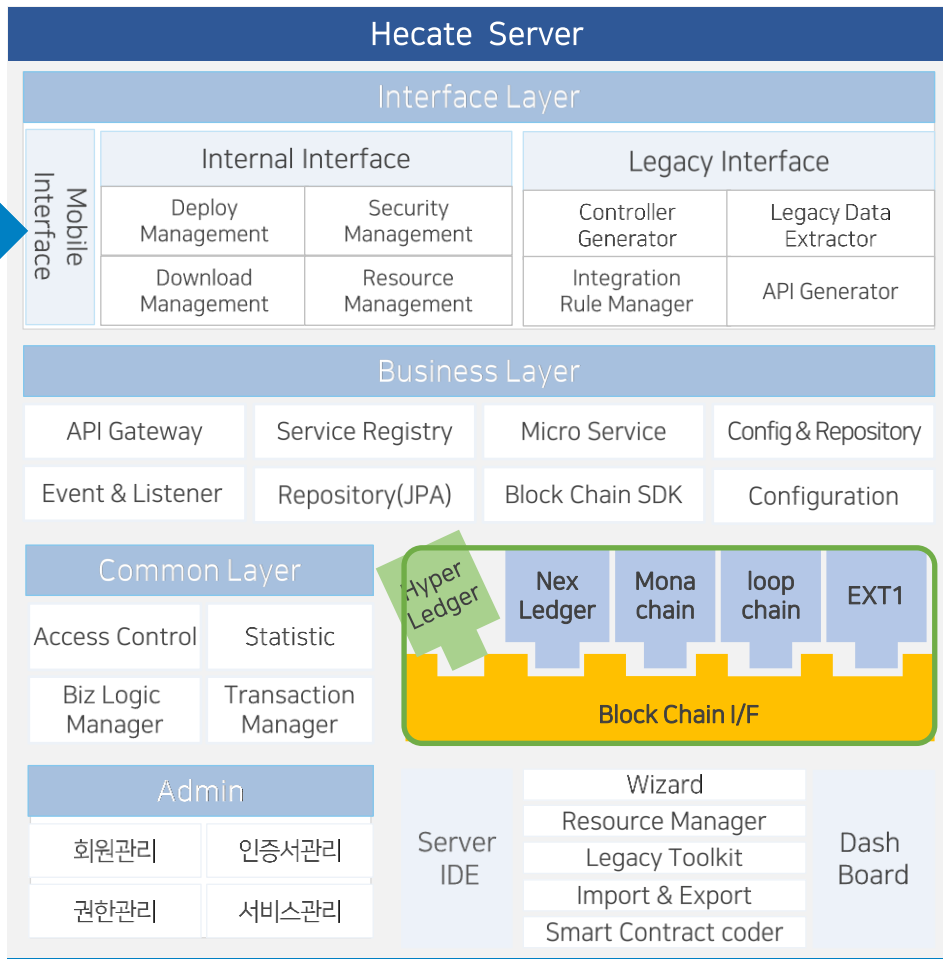 Hecate Server
Interface Layer
Mobile
Interface
Internal Interface
Deploy
Management
Security
Management
Download
Management
Resource
Management
Legacy Interface
Controller
Generator
Legacy Data
Extractor
Integration
Rule Manager
API Generator
Business Layer
API Gateway
Service Registry
Micro Service
Config & Repository
Event & Listener
Repository(JPA)
Block Chain SDK
Configuration
Common Layer
Access Control
Statistic
Biz Logic
Manager
Transaction
Manager
Hyper
Ledger
Nex
Ledger
Mona
chain
loop
chain
EXT1
Block Chain I/F
Admin
회원관리
인증서관리
권한관리
서비스관리
Server
IDE
Wizard
Resource Manager
Legacy Toolkit
Import & Export
Smart Contract coder
Dash
Board